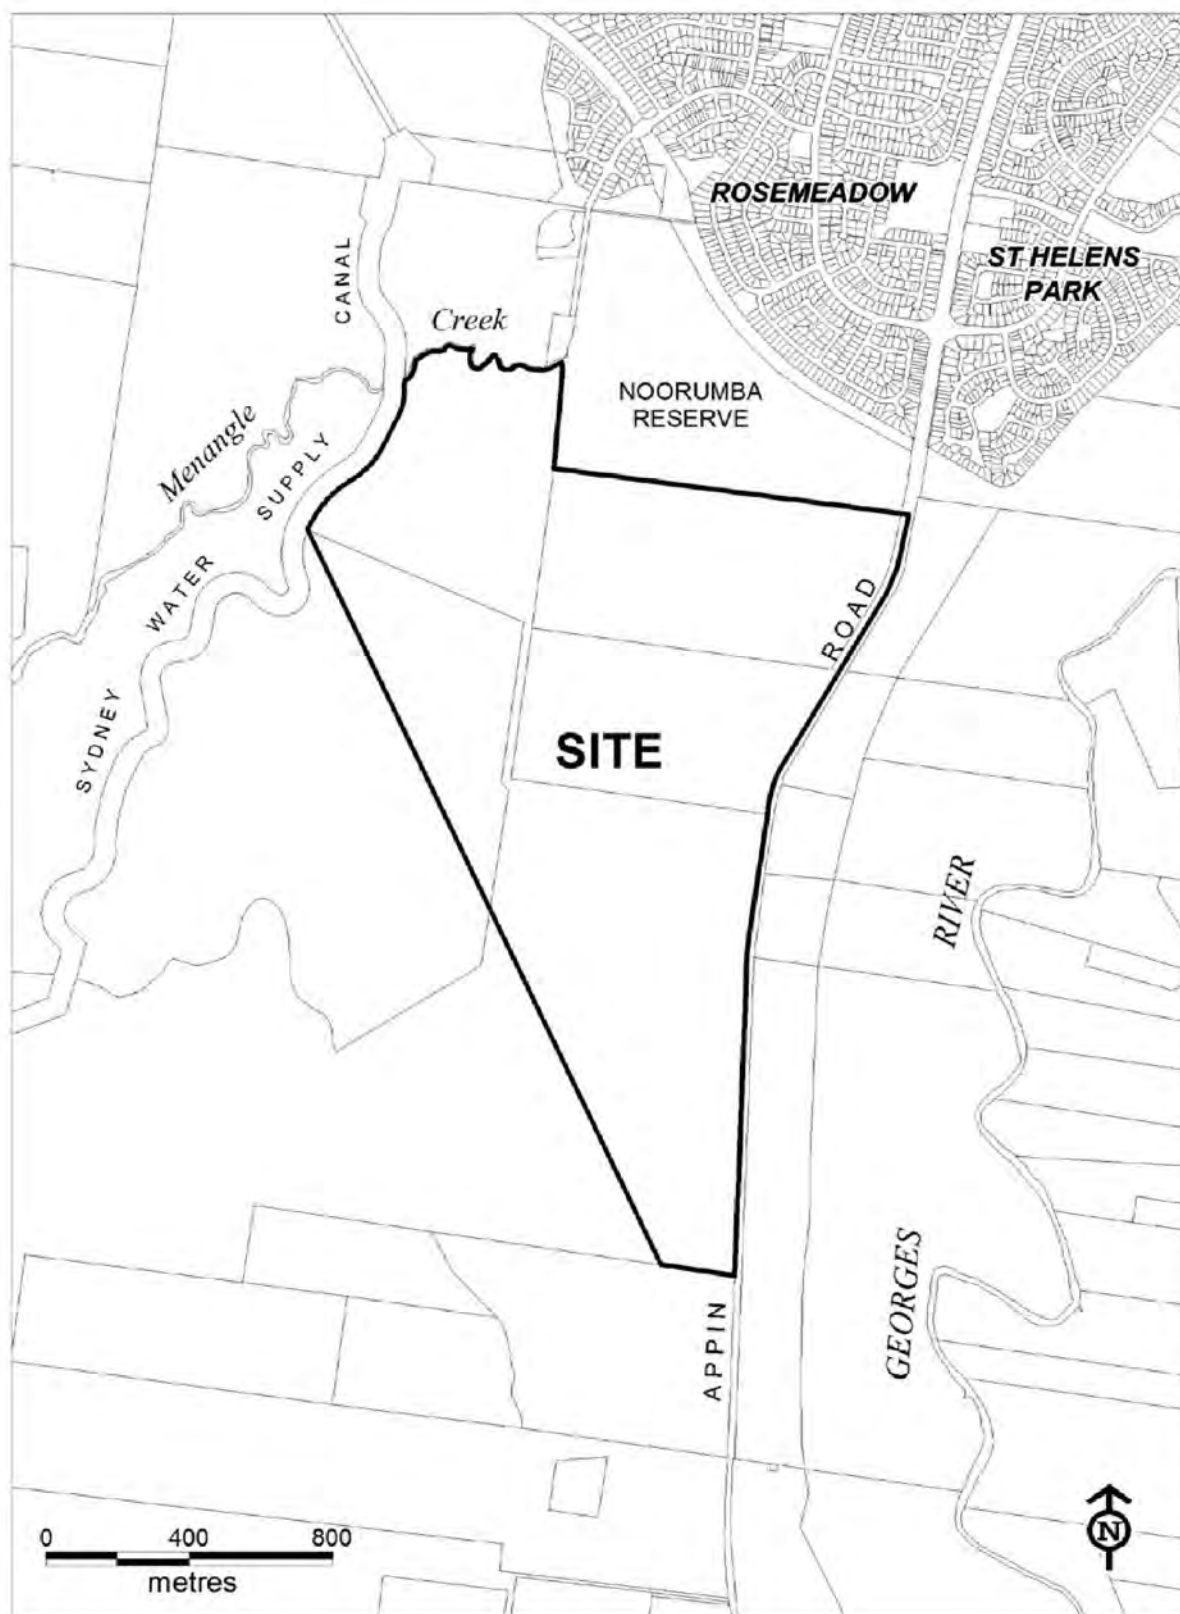 ROSEMEADOW
ST HELENS
PARK
CANAL
Creek
NOORUMBA
RESERVE
Menangle
SUPPLY
WATER
ROAD
SYDNEY
SITE
RIVER
GEORGES
APPIN
N
0 400 800
metres